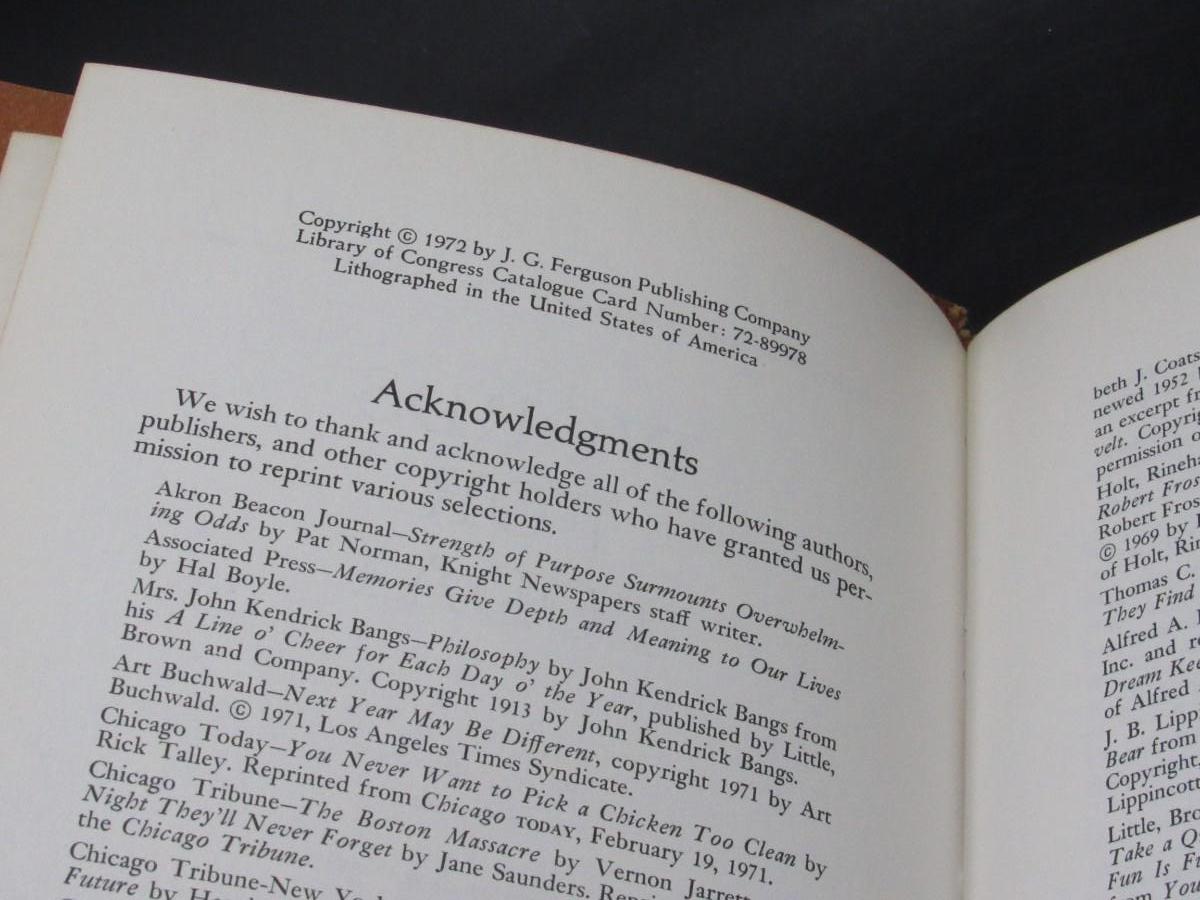 Copyright © 1972 by J. G. Ferguson Publishing Company
Library of Congress Catalogue Card Number: 72-89978
Lithographed in the United States of America
Acknowledgments
We wish to thank and acknowledge all of the following authors,
publishers, and other copyright holders who have granted us per-
mission to reprint various selections.
Akron Beacon Journal—Strength of Purpose Surmounts Overwhelm-
ing Odds by Pat Norman, Knight Newspapers staff writer.
Associated Press—Memories Give Depth and Meaning to Our Lives
by Hal Boyle.
Mrs. John Kendrick Bangs—Philosophy by John Kendrick Bangs from
his A Line o' Cheer for Each Day o' the Year, published by Little,
Brown and Company. Copyright 1913 by John Kendrick Bangs.
Art Buchwald—Next Year May Be Different, copyright 1971 by Art
Buchwald. © 1971, Los Angeles Times Syndicate.
Chicago Today—You Never Want to Pick a Chicken Too Clean by
Rick Talley. Reprinted from Chicago TODAY, February 19, 1971.
Chicago Tribune—The Boston Massacre by Vernon Jarrett
Night They'll Never Forget by Jane Saunders.
the Chicago Tribune.
Chicago Tribune-New
Future by
beth J. Coats
newed 1952
an excerpt
velt.
permission
Holt,
Robert Fros
Robert Fros
© 1969 by
of Holt,
Thomas C.
They Find
Alfred A.
Inc. and
Dream
of Alfred
J. B.
Bear from
Copyright,
Lippincott
Little,
Take a
Fun Is
You